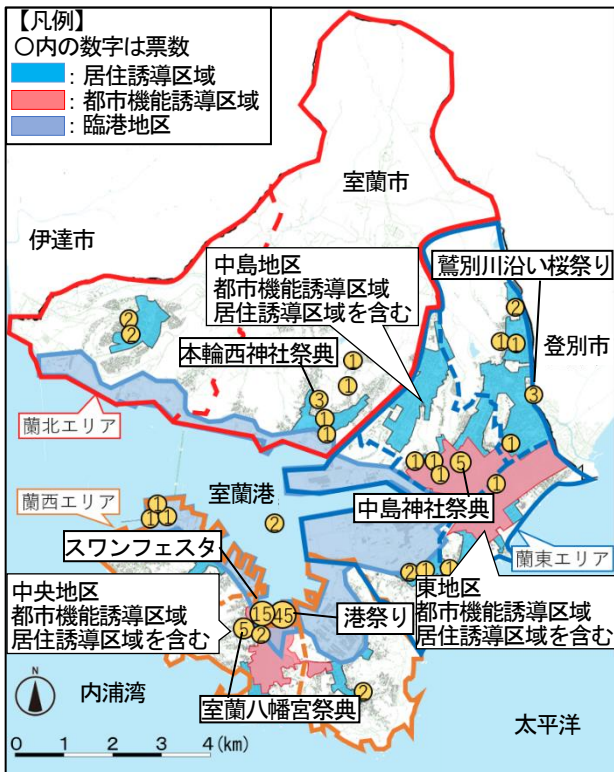 【凡例】
○内の数字は票数
：居住誘導区域
：都市機能誘導区域
：臨港地区
室蘭市
伊達市
中島地区
都市機能誘導区域
居住誘導区域を含む
鷲別川沿い桜祭り
登別市
本輪西神社祭典
蘭北エリア
室蘭港
中島神社祭典
蘭西エリア
スワンフェスタ
蘭東エリア
中央地区
都市機能誘導区域
居住誘導区域を含む
港祭り
東地区
都市機能誘導区域
居住誘導区域を含む
室蘭八幡宮祭典
内浦湾
太平洋
N
0 1 2 3 4 (km)
2
2
2
1 1
3
1
1
3
1
1
1
1 1
1
5
1
1
1 1
2
2 1 1
15 45
5 2
2